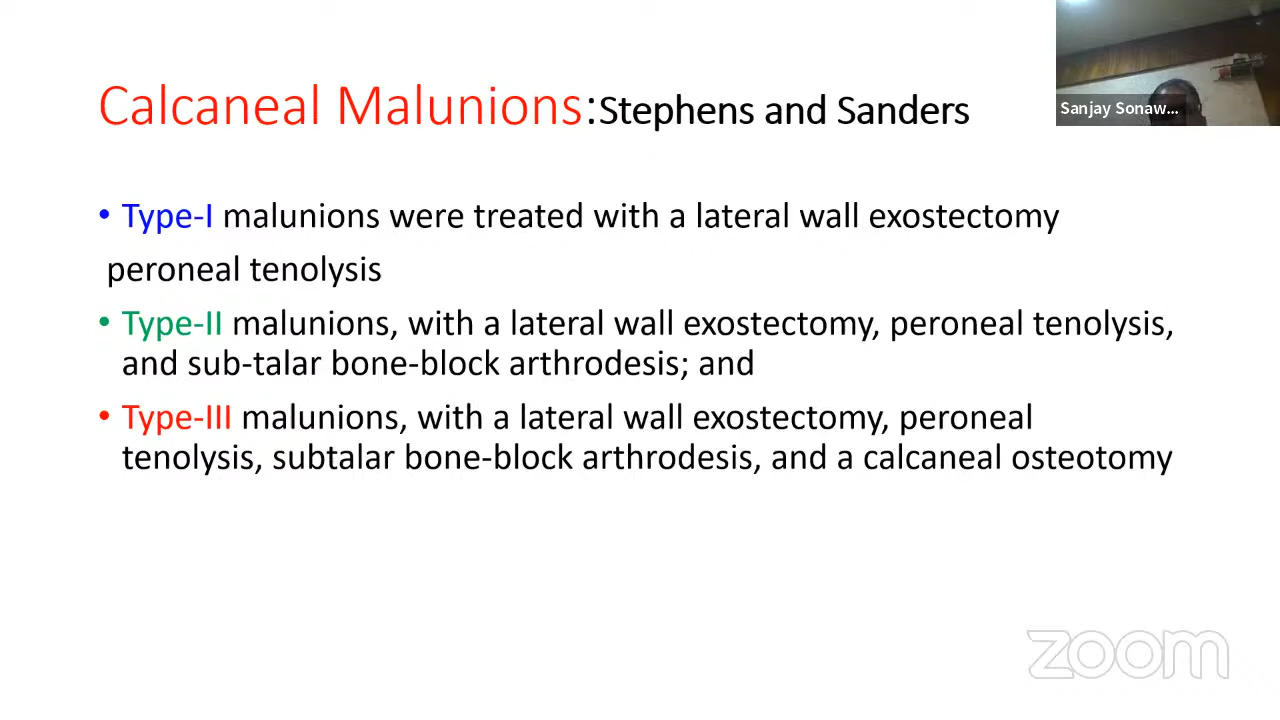 Sanjay Sonaw...
Calcaneal Malunions:Stephens and Sanders
• Type-I malunions were treated with a lateral wall exostectomy
peroneal tenolysis
• Type-II malunions, with a lateral wall exostectomy, peroneal tenolysis,
and sub-talar bone-block arthrodesis; and
• Type-III malunions, with a lateral wall exostectomy, peroneal
tenolysis, subtalar bone-block arthrodesis, and a calcaneal osteotomy
zoom